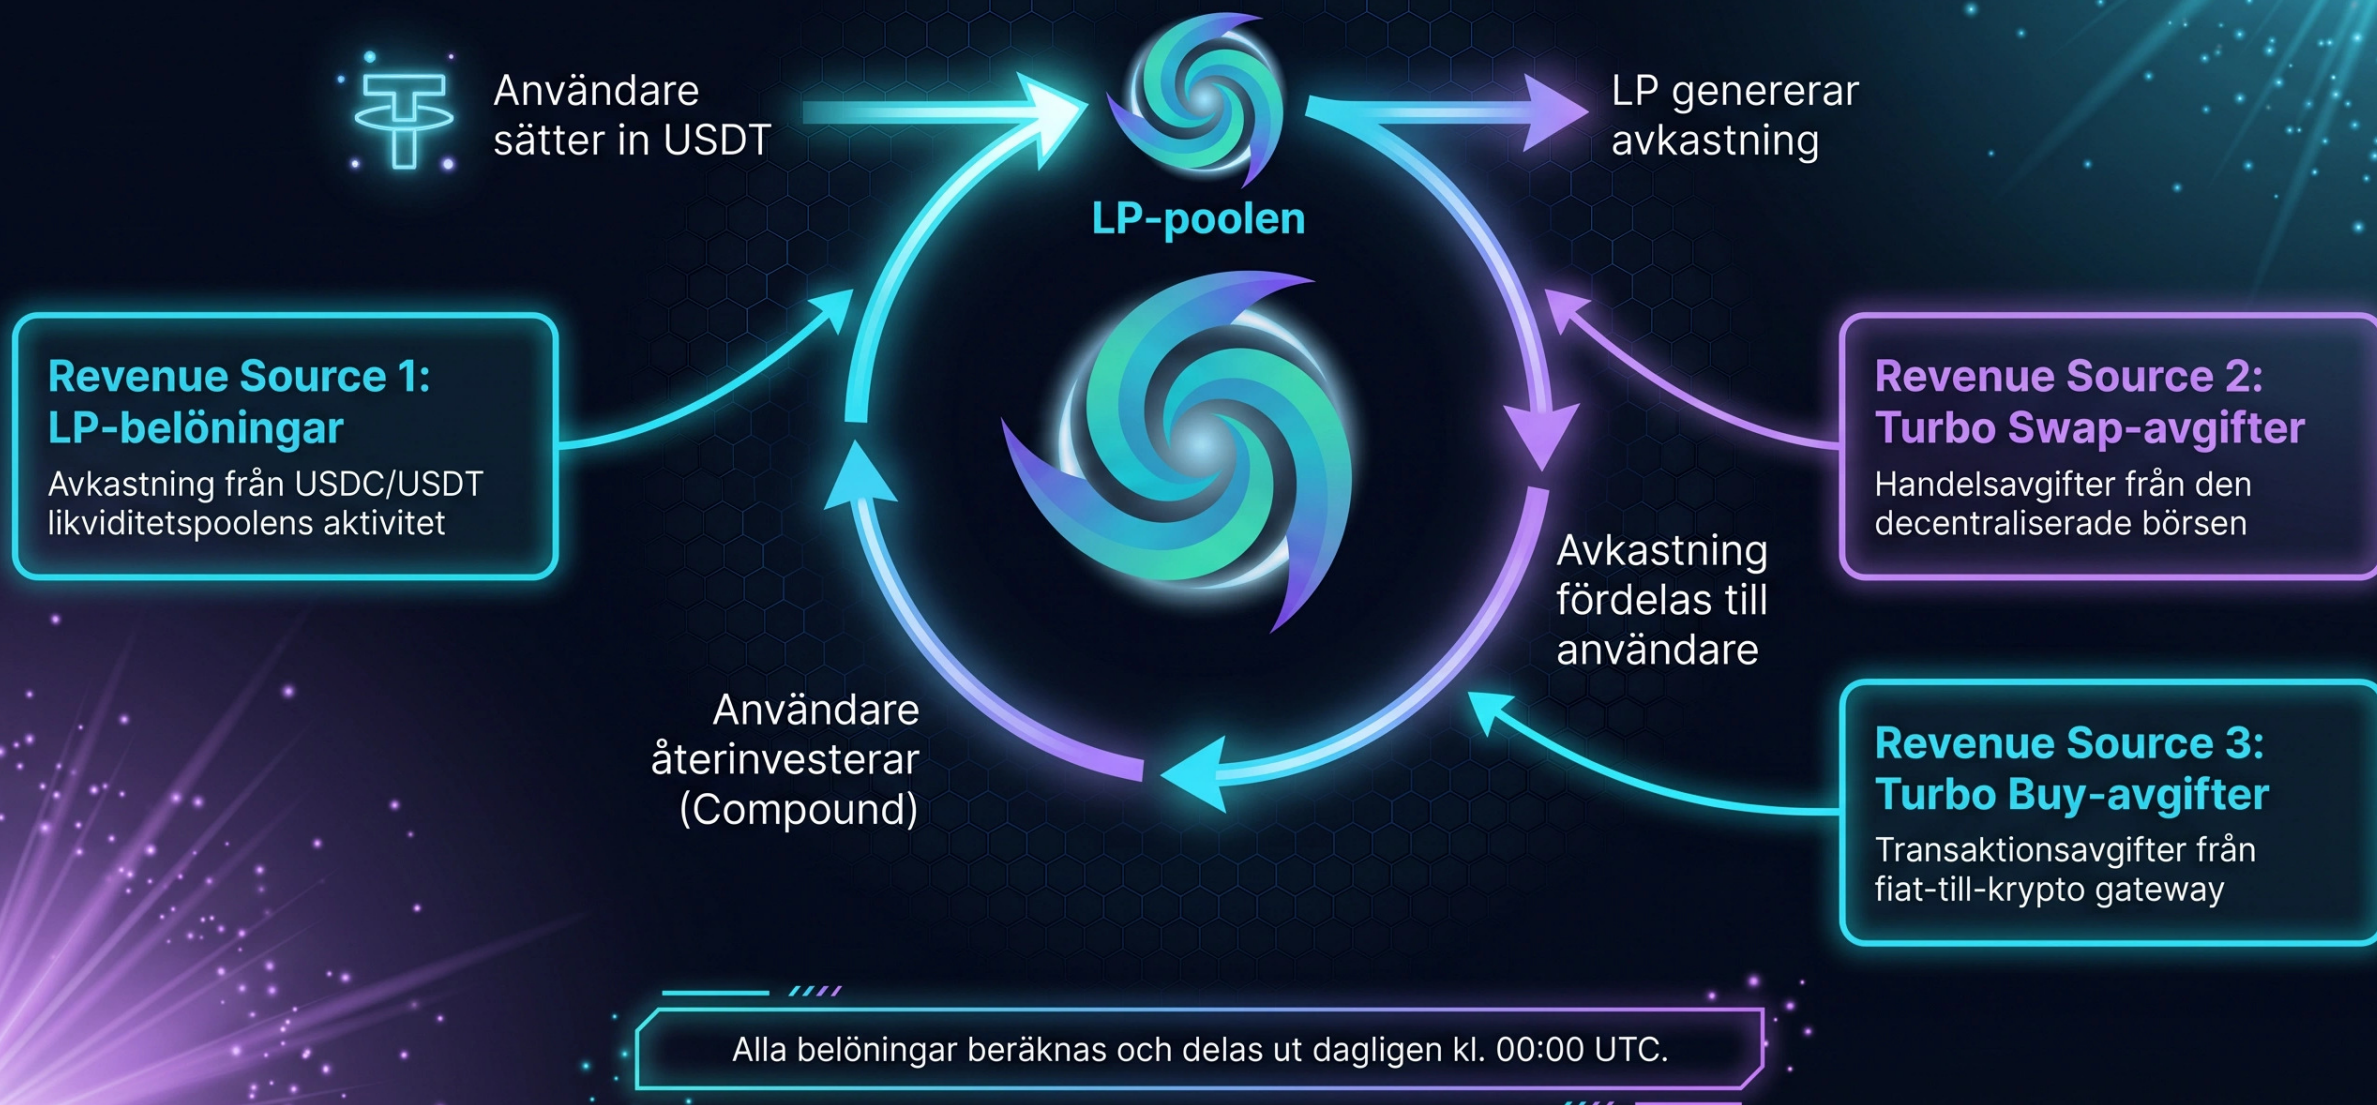 Användare
sätter in USDT
LP genererar
avkastning
LP-poolen
Revenue Source 1:
LP-belöningar
Avkastning från USDC/USDT
likviditetspoolens aktivitet
Revenue Source 2:
Turbo Swap-avgifter
Handelsavgifter från den
decentraliserade börsen
Avkastning
fördelas till
användare
Användare
återinvesterar
(Compound)
Revenue Source 3:
Turbo Buy-avgifter
Transaktionsavgifter från
fiat-till-krypto gateway
Alla belöningar beräknas och delas ut dagligen kl. 00:00 UTC.